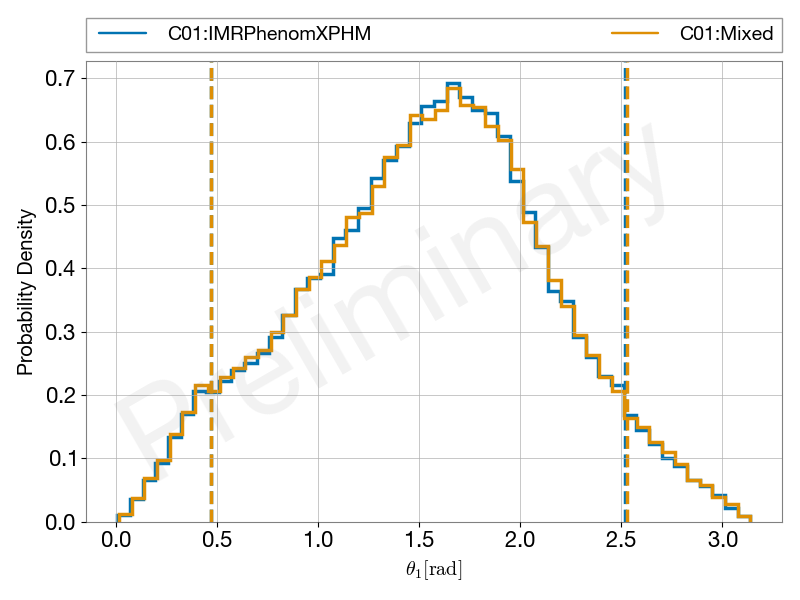 C01:IMRPhenomXPHM C01:Mixed
0.7
0.6
0.5
0.4
0.3
0.2
0.1
0.0
Probability Density
Preliminary
0.0 0.5 1.0 1.5 2.0 2.5 3.0
θ₁[rad]